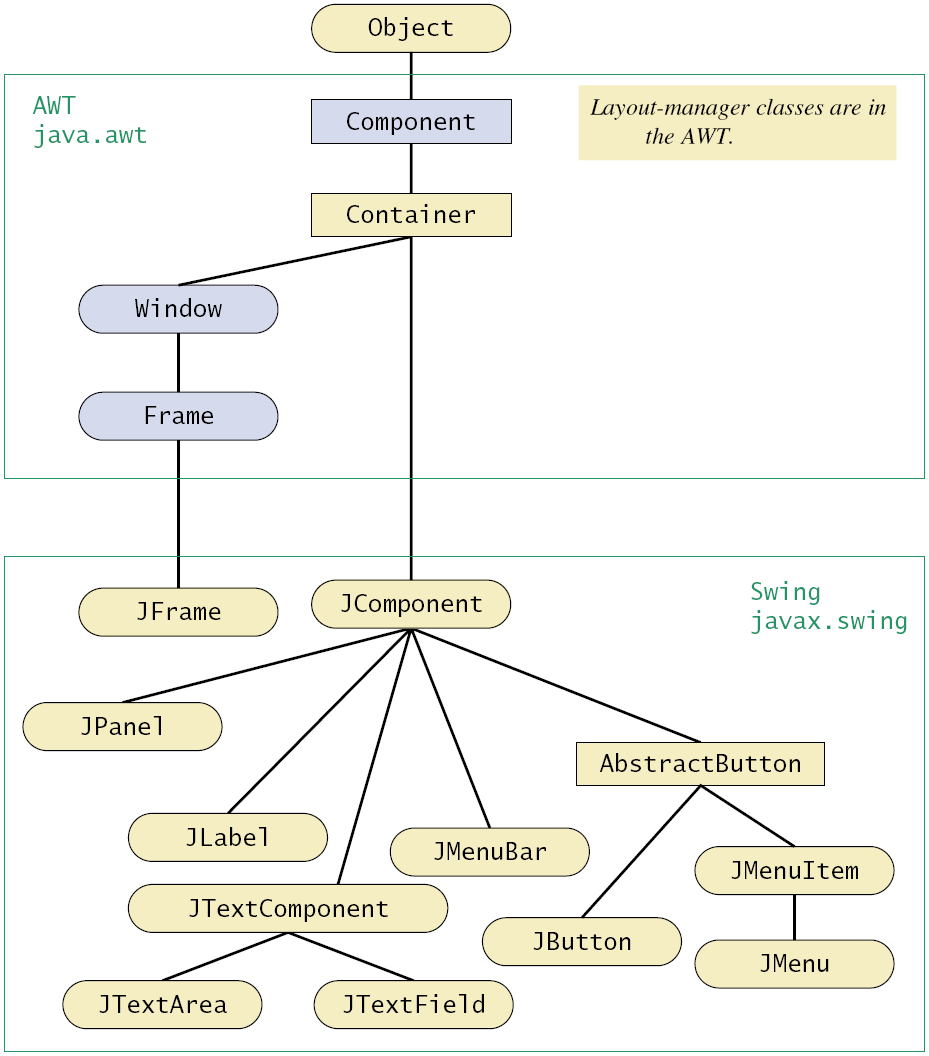 Object
AWT
java.awt
Layout-manager classes are in
the AWT.
Component
Container
Window
Frame
Swing
javax.swing
JFrame
JComponent
JPanel
AbstractButton
JLabel
JMenuBar
JMenuItem
JTextComponent
JButton
JMenu
JTextArea
JTextField